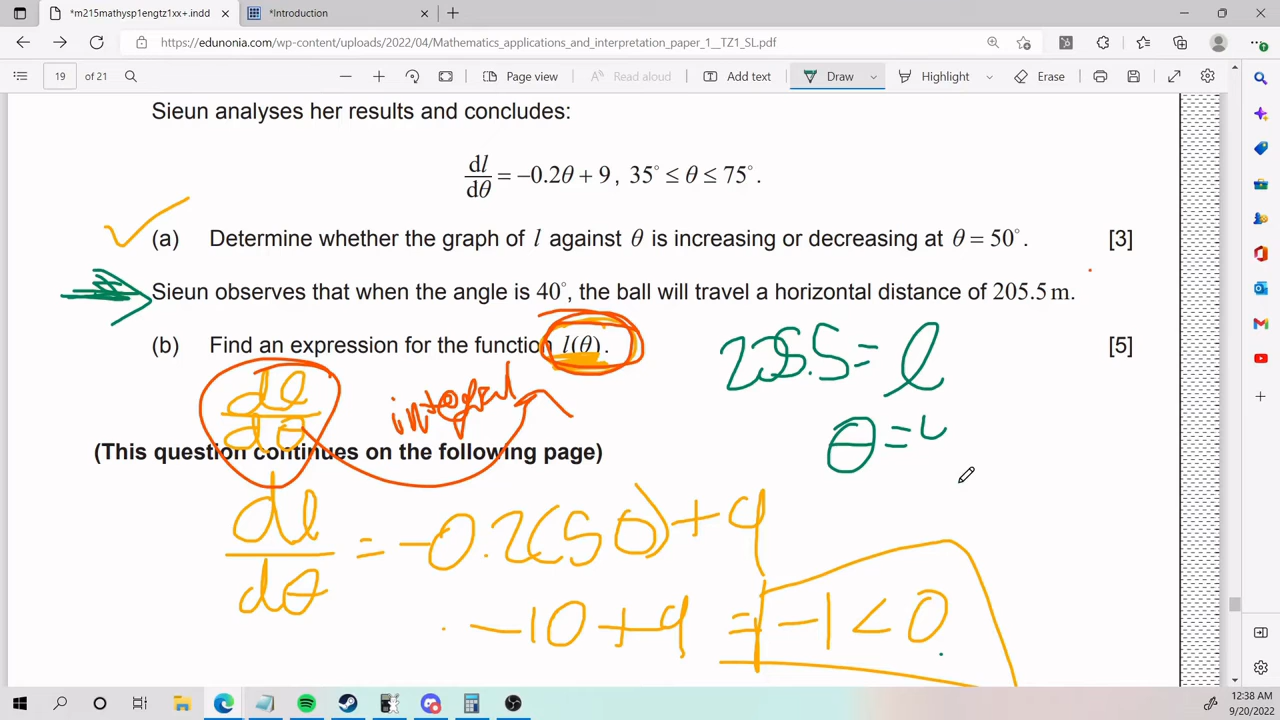 *m215mathysp1engtz1xx+.indd
*Introduction
https://edunonia.com/wp-content/uploads/2022/04/Mathematics_applications_and_interpretation_paper_1__TZ1_SL.pdf
19 of 21 Page view Read aloud Add text Draw Highlight Erase
Sieun analyses her results and concludes:
dl/dθ = −0.2θ + 9, 35° ≤ θ ≤ 75°.
(a) Determine whether the graph of l against θ is increasing or decreasing at θ = 50°. [3]
Sieun observes that when the angle is 40°, the ball will travel a horizontal distance of 205.5 m.
(b) Find an expression for the function l(θ). [5]
205.5 = l
dl/dθ integral
θ =
(This question continues on the following page)
dl/dθ = −0.2(50) + 9
−10 + 9 = −1 < 0
12:38 AM
9/20/2022